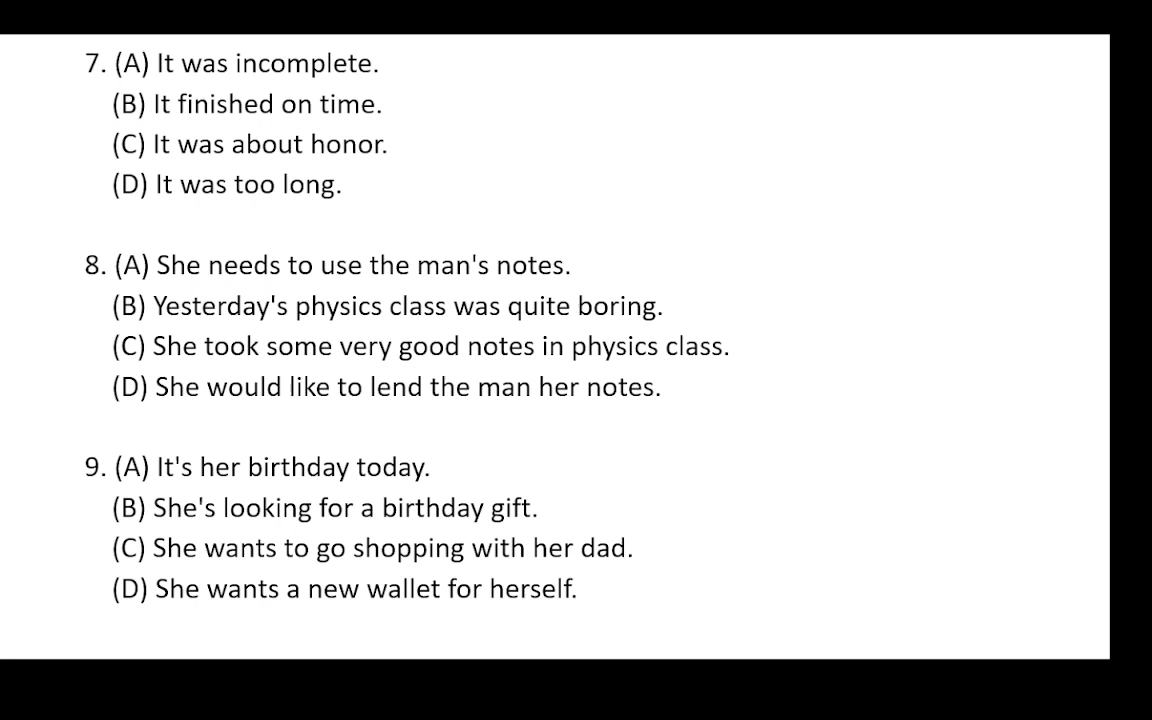 7. (A) It was incomplete.
(B) It finished on time.
(C) It was about honor.
(D) It was too long.
8. (A) She needs to use the man's notes.
(B) Yesterday's physics class was quite boring.
(C) She took some very good notes in physics class.
(D) She would like to lend the man her notes.
9. (A) It's her birthday today.
(B) She's looking for a birthday gift.
(C) She wants to go shopping with her dad.
(D) She wants a new wallet for herself.